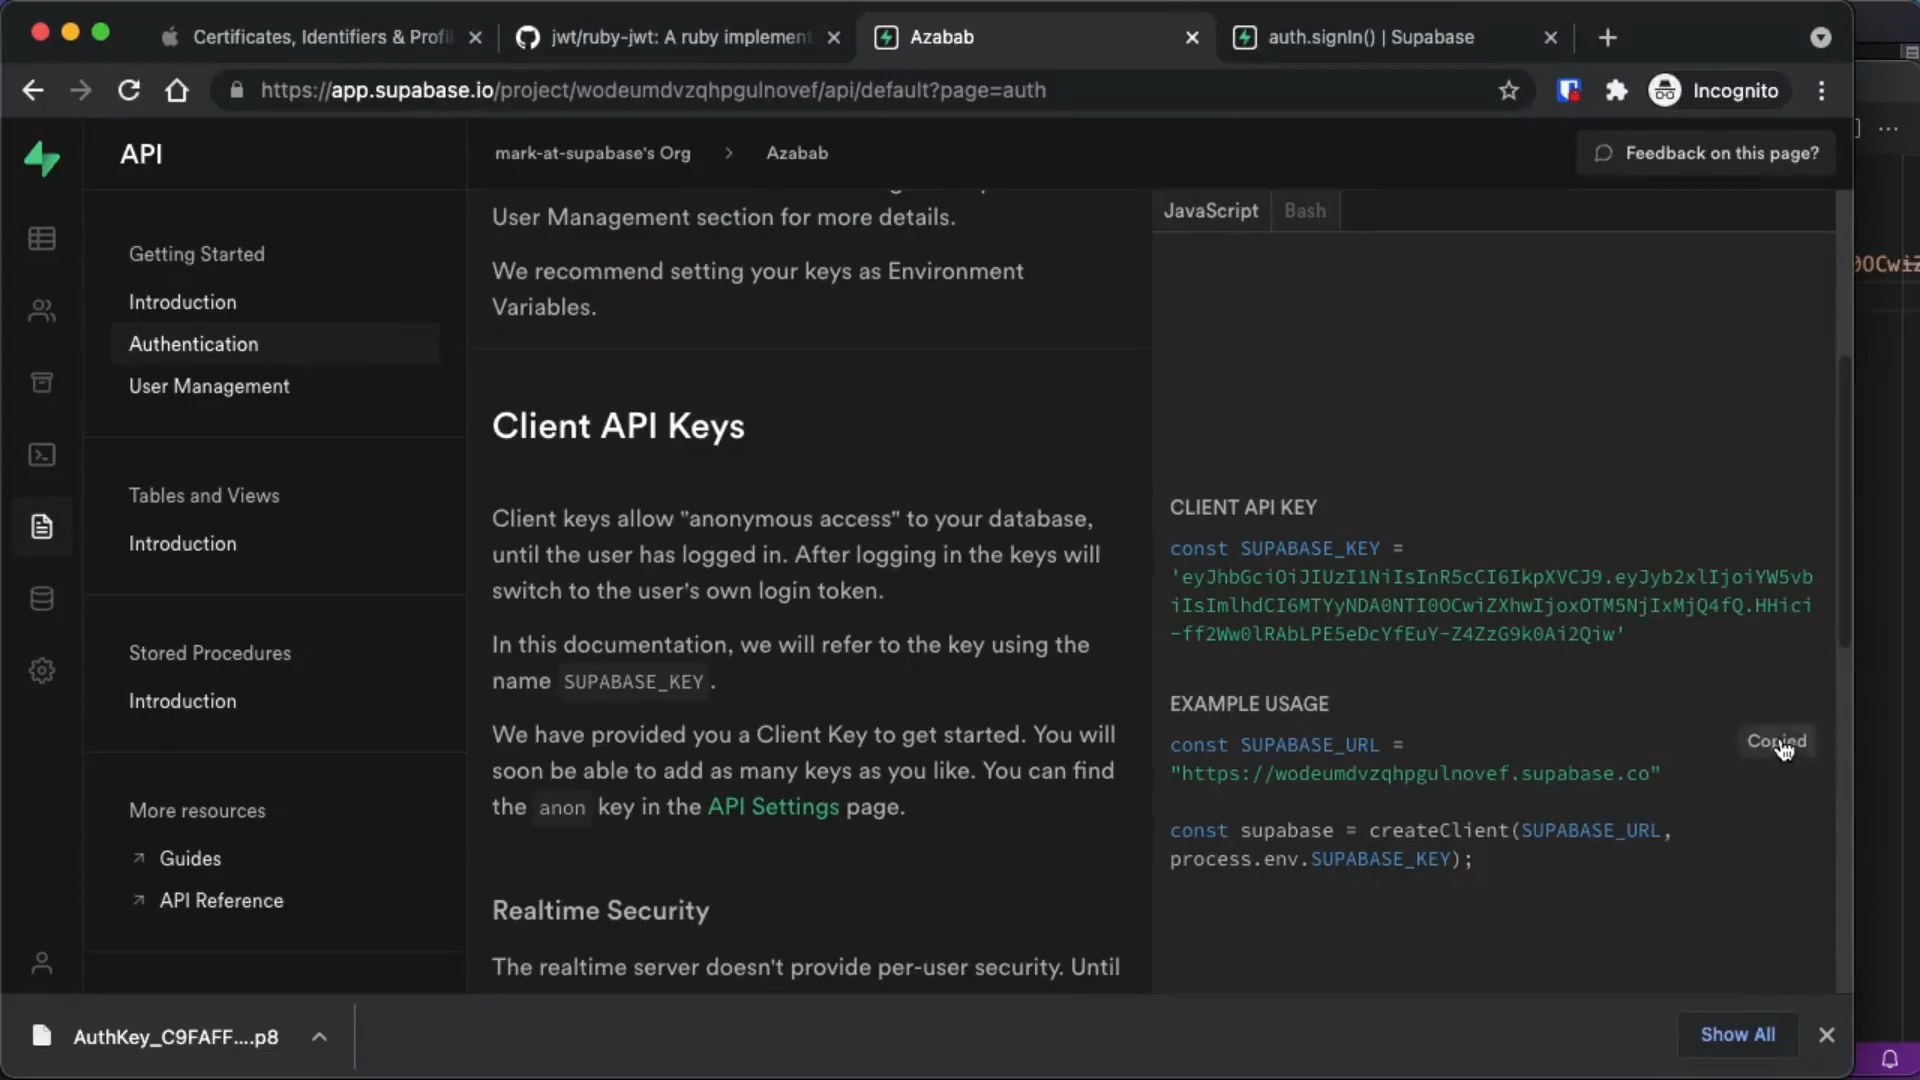 Certificates, Identifiers & Profil
jwt/ruby-jwt: A ruby implemen
Azabab
auth.signIn() | Supabase
https://app.supabase.io/project/wodeumdvzqhpgulnovef/api/default?page=auth
Incognito
API
mark-at-supabase's Org > Azabab
Feedback on this page?
Getting Started
Introduction
Authentication
User Management
Tables and Views
Introduction
Stored Procedures
Introduction
More resources
Guides
API Reference
User Management section for more details.
We recommend setting your keys as Environment
Variables.
Client API Keys
Client keys allow "anonymous access" to your database,
until the user has logged in. After logging in the keys will
switch to the user's own login token.
In this documentation, we will refer to the key using the
name SUPABASE_KEY .
We have provided you a Client Key to get started. You will
soon be able to add as many keys as you like. You can find
the anon key in the API Settings page.
Realtime Security
The realtime server doesn't provide per-user security. Until
JavaScript
Bash
CLIENT API KEY
const SUPABASE_KEY =
'eyJhbGciOiJIUzI1NiIsInR5cCI6IkpXVCJ9.eyJyb2xlIjoiYW5vb
iIsImlhdCI6MTYyNDA0NTI0OCwiZXhwIjoxOTM5NjIxMjQ4fQ.HHici
-ff2Ww0lRAbLPE5eDcYfEuY-Z4ZzG9k0Ai2Qiw'
EXAMPLE USAGE
Copied
const SUPABASE_URL =
"https://wodeumdvzqhpgulnovef.supabase.co"
const supabase = createClient(SUPABASE_URL,
process.env.SUPABASE_KEY);
0OCwiZ
AuthKey_C9FAFF....p8
Show All